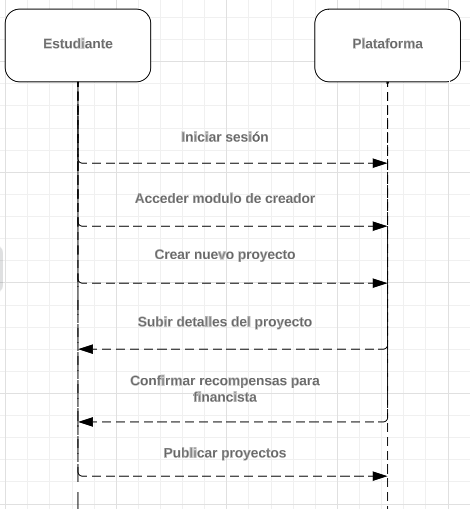 Estudiante
Plataforma
Iniciar sesión
Acceder modulo de creador
Crear nuevo proyecto
Subir detalles del proyecto
Confirmar recompensas para
financista
Publicar proyectos